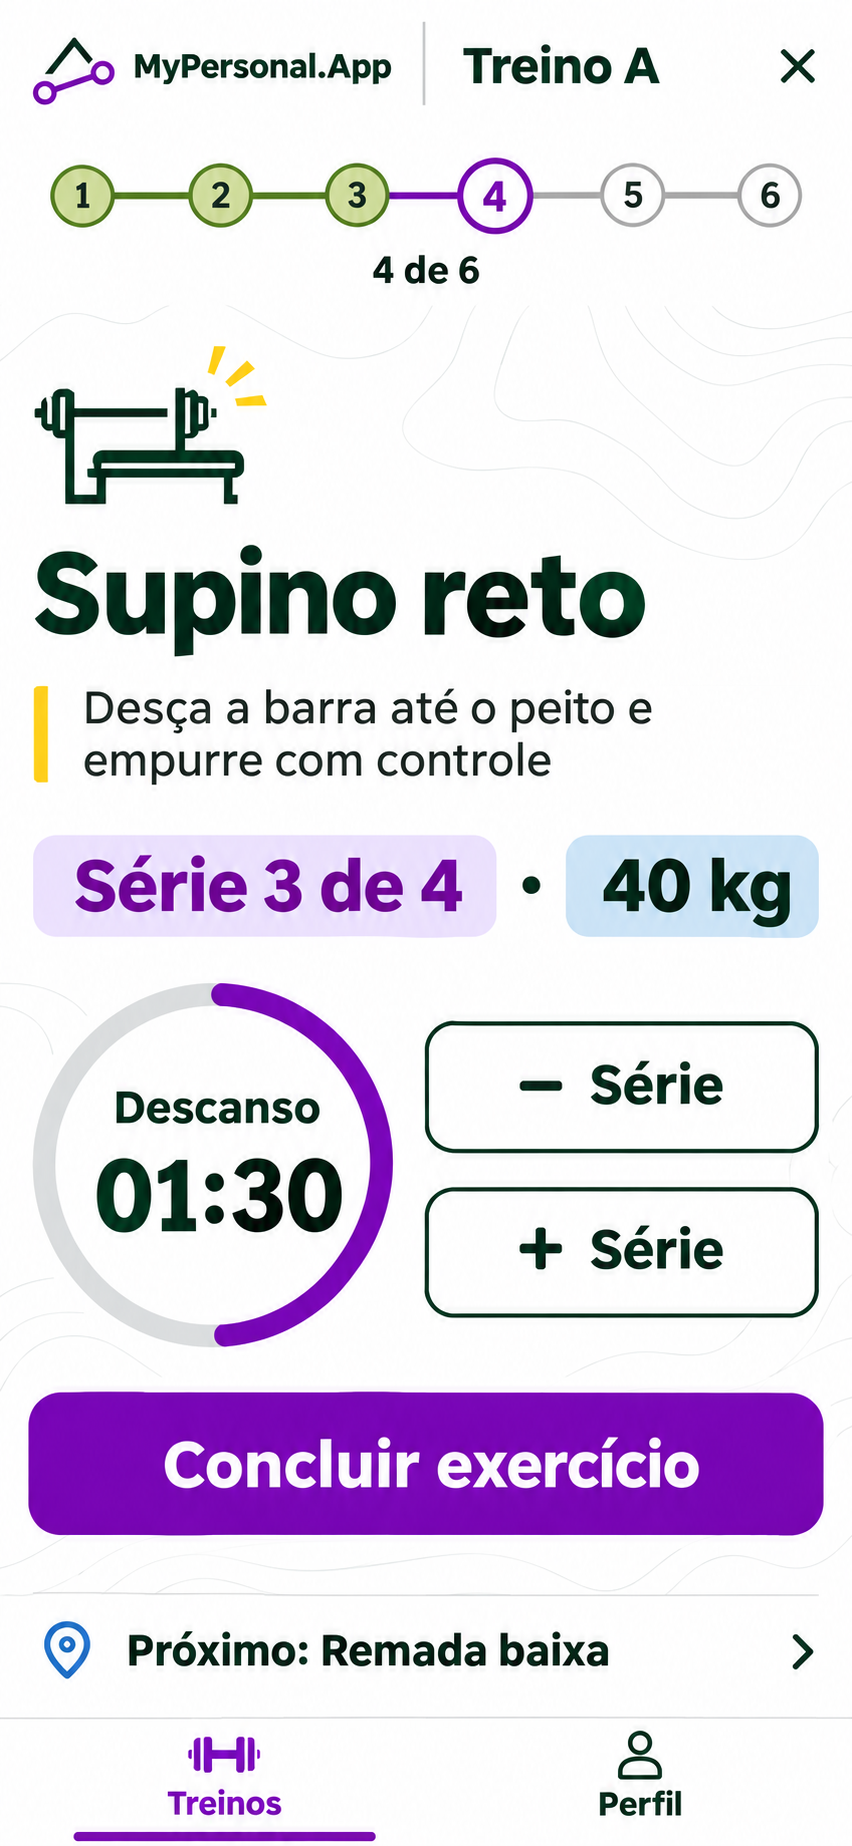 MyPersonal.App
Treino A
1 2 3 4 5 6
4 de 6
Supino reto
Desça a barra até o peito e
empurre com controle
Série 3 de 4 • 40 kg
Descanso
01:30
− Série
+ Série
Concluir exercício
Próximo: Remada baixa
Treinos
Perfil